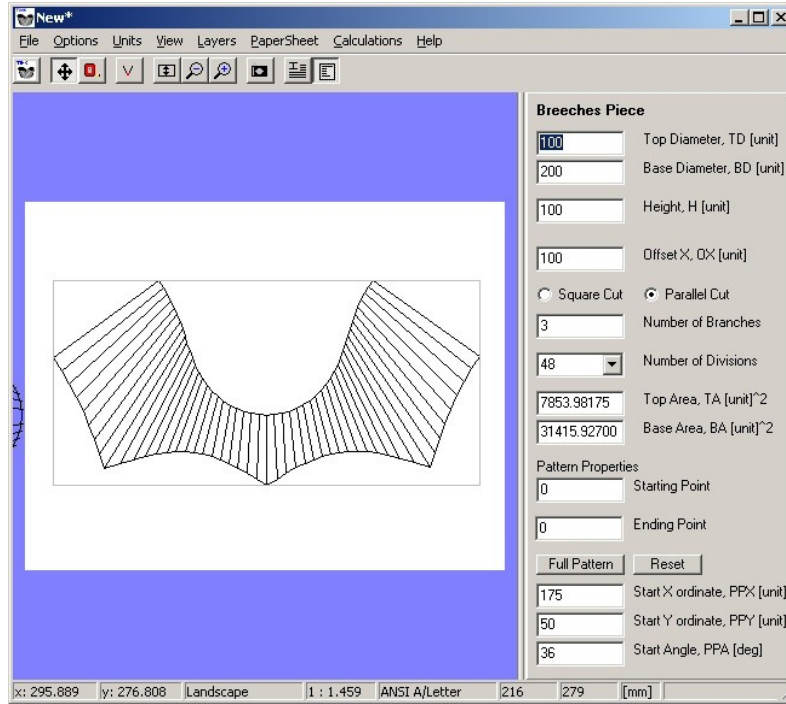 New*
File Options Units View Layers PaperSheet Calculations Help
Breeches Piece
100 Top Diameter, TD [unit]
200 Base Diameter, BD [unit]
100 Height, H [unit]
100 Offset X, OX [unit]
Square Cut Parallel Cut
3 Number of Branches
48 Number of Divisions
7853.98175 Top Area, TA [unit]^2
31415.92700 Base Area, BA [unit]^2
Pattern Properties
0 Starting Point
0 Ending Point
Full Pattern Reset
175 Start X ordinate, PPX [unit]
50 Start Y ordinate, PPY [unit]
36 Start Angle, PPA [deg]
x: 295.889 y: 276.808 Landscape 1 : 1.459 ANSI A/Letter 216 279 [mm]